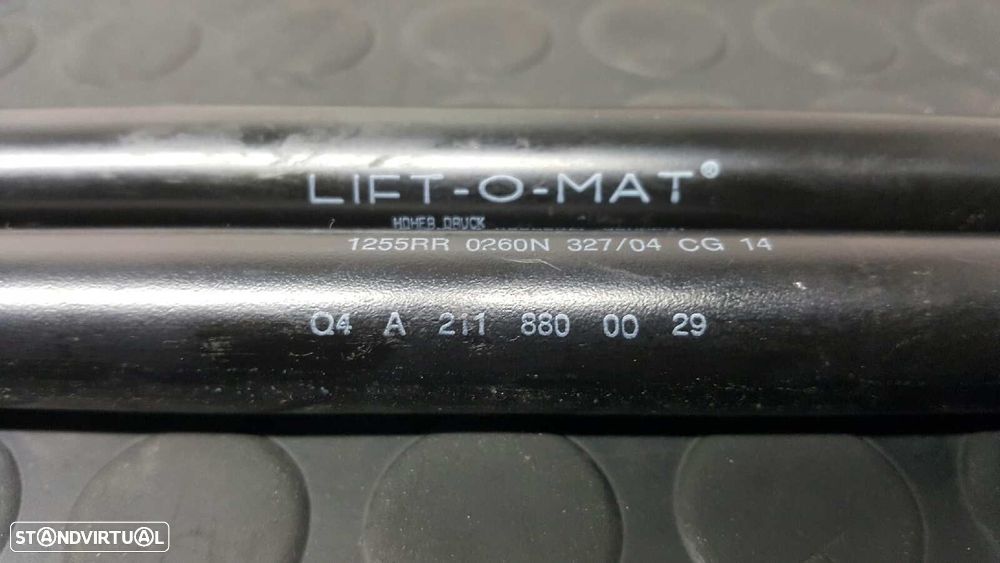 LIFT-O-MAT®
HOHER DRUCK
1255RR 0260N 327/04 CG 14
Q4 A 211 880 00 29
STANDVIRTUAL